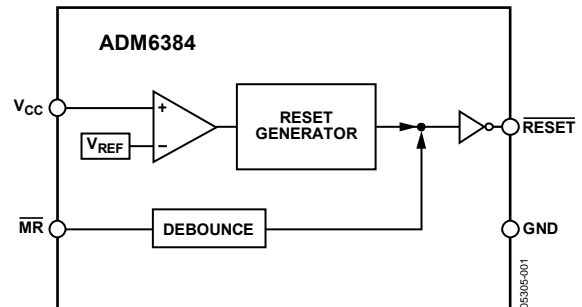 ADM6384
VCC
+
VREF
−
RESET
GENERATOR
RESET
MR
DEBOUNCE
GND
05305-001